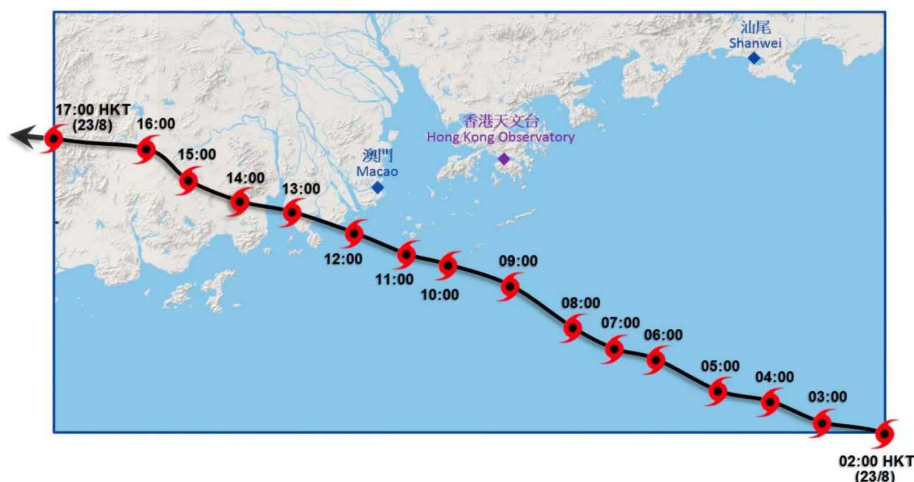 汕尾
Shanwei
香港天文台
Hong Kong Observatory
澳門
Macao
17:00 HKT
(23/8)
16:00
15:00
14:00
13:00
12:00
11:00
10:00
09:00
08:00
07:00
06:00
05:00
04:00
03:00
02:00 HKT
(23/8)